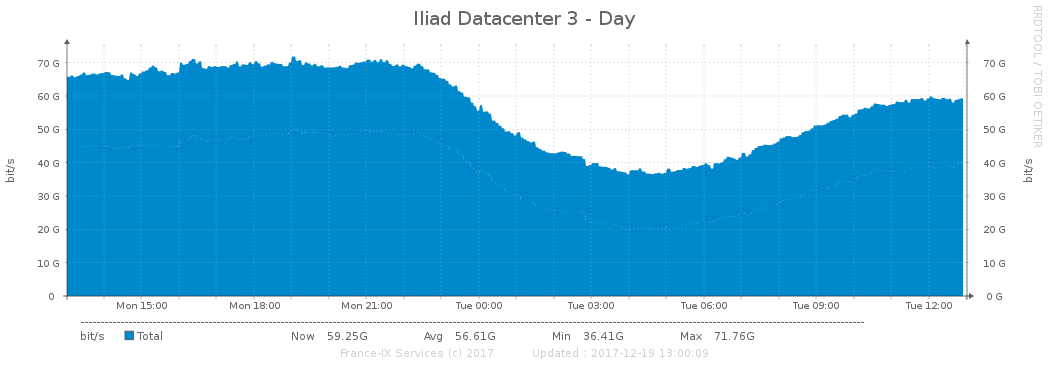 Iliad Datacenter 3 - Day
RRDTOOL / TOBI OETIKER
bit/s
bit/s
70 G
60 G
50 G
40 G
30 G
20 G
10 G
0
70 G
60 G
50 G
40 G
30 G
20 G
10 G
0 G
Mon 15:00 Mon 18:00 Mon 21:00 Tue 00:00 Tue 03:00 Tue 06:00 Tue 09:00 Tue 12:00
bit/s Total Now 59.25G Avg 56.61G Min 36.41G Max 71.76G
France-IX Services (c) 2017 Updated : 2017-12-19 13:00:09